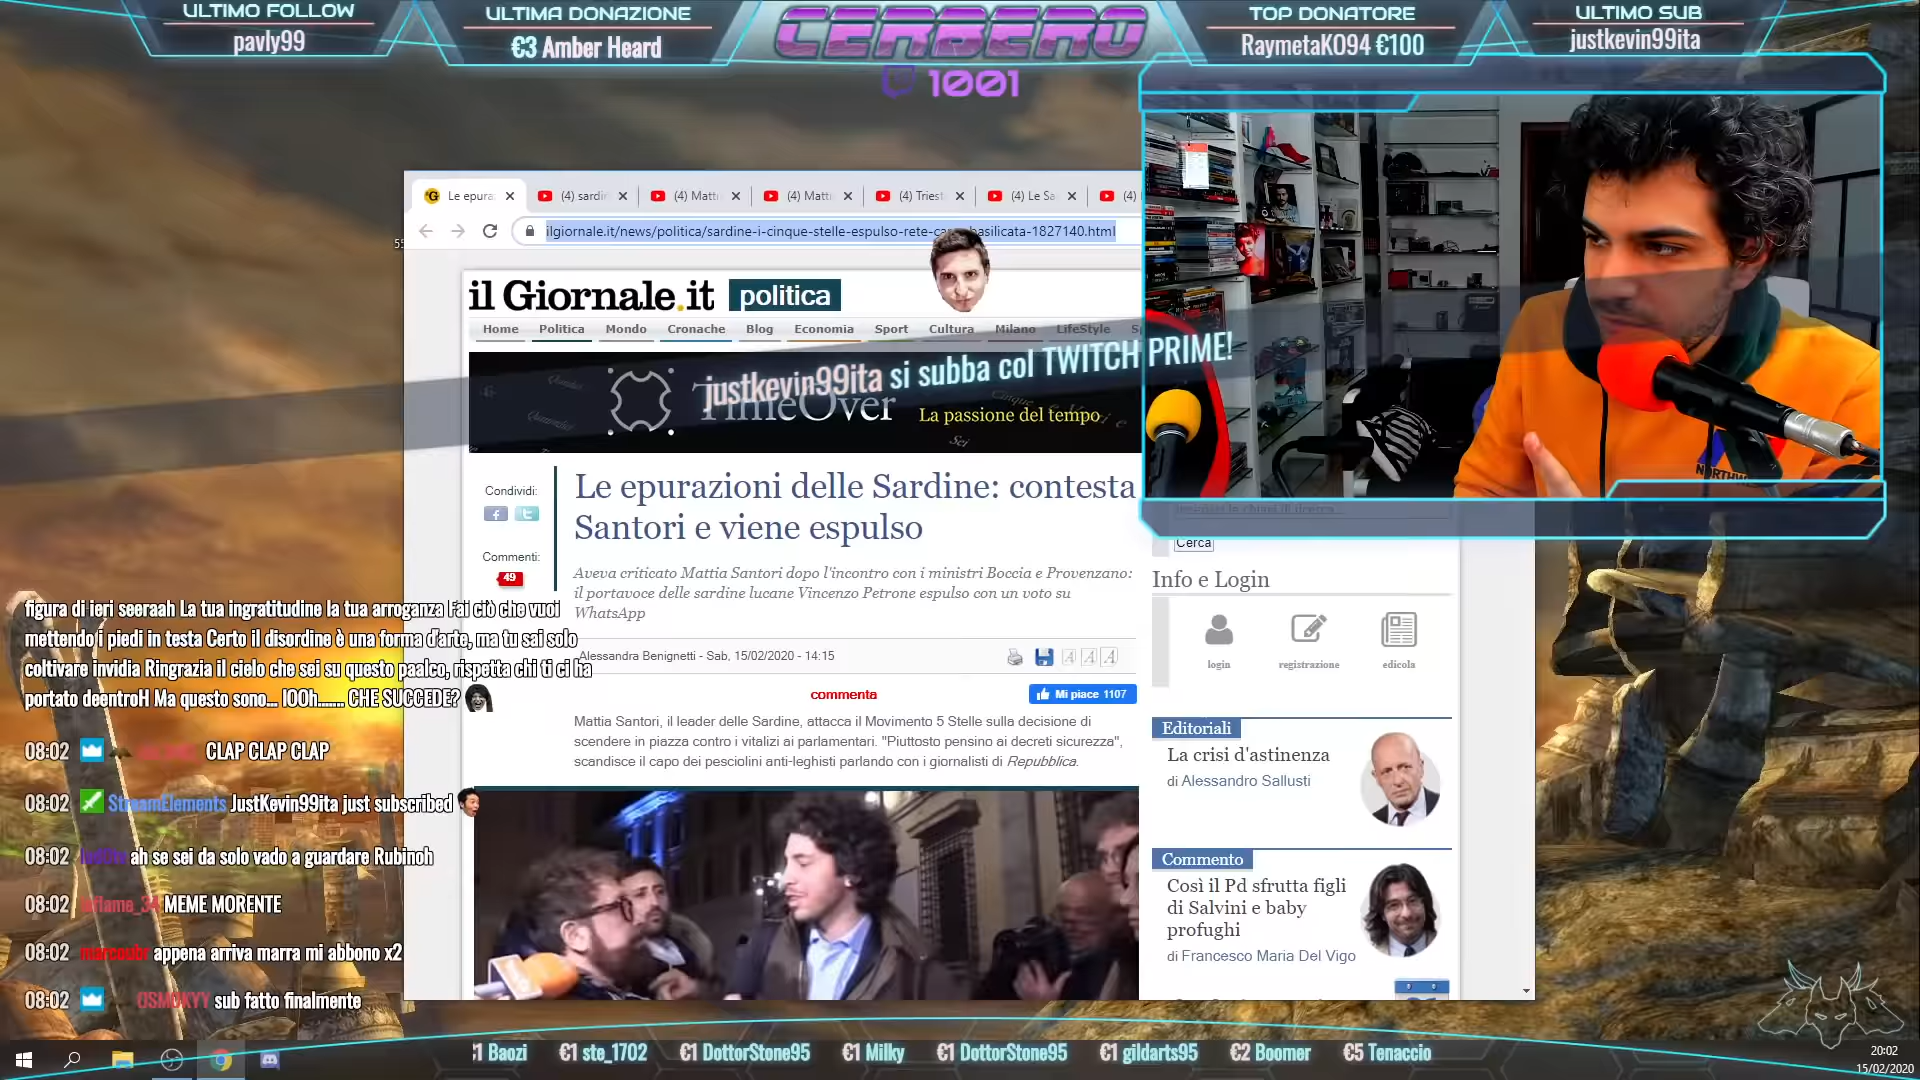 ULTIMO FOLLOW
pavly99
ULTIMA DONAZIONE
€3 Amber Heard
CERBERO
1001
TOP DONATORE
RaymetaKO94 €100
ULTIMO SUB
justkevin99ita
Le epura
(4) sardin
(4) Matti
(4) Matti
(4) Triest
(4) Le Sa
(4)
ilgiornale.it/news/politica/sardine-i-cinque-stelle-espulso-rete-ca basilicata-1827140.html
il Giornale.it politica
Home Politica Mondo Cronache Blog Economia Sport Cultura Milano LifeStyle
justkevin99ita si subba col TWITCH PRIME!
TimeOver
La passione del tempo
Condividi:
Commenti:
49
Le epurazioni delle Sardine: contesta
Santori e viene espulso
Aveva criticato Mattia Santori dopo l'incontro con i ministri Boccia e Provenzano:
il portavoce delle sardine lucane Vincenzo Petrone espulso con un voto su
WhatsApp
Alessandra Benignetti - Sab, 15/02/2020 - 14:15
A A A
commenta
Mi piace 1107
Mattia Santori, il leader delle Sardine, attacca il Movimento 5 Stelle sulla decisione di
scendere in piazza contro i vitalizi ai parlamentari. "Piuttosto pensino ai decreti sicurezza",
scandisce il capo dei pesciolini anti-leghisti parlando con i giornalisti di Repubblica.
Cerca
Info e Login
login
registrazione
edicola
Editoriali
La crisi d'astinenza
di Alessandro Sallusti
Commento
Così il Pd sfrutta figli
di Salvini e baby
profughi
di Francesco Maria Del Vigo
figura di ieri seeraah La tua ingratitudine la tua arroganza Fai ciò che vuoi
mettendo i piedi in testa Certo il disordine è una forma d'arte, ma tu sai solo
coltivare invidia Ringrazia il cielo che sei su questo paalco, rispetta chi ti ci ha
portato deentroH Ma questo sono... IOOh....... CHE SUCCEDE?
08:02 CLAP CLAP CLAP
08:02 StreamElements JustKevin99ita just subscribed
08:02 ah se sei da solo vado a guardare Rubinoh
08:02 MEME MORENTE
08:02 marcoubr appena arriva marra mi abbono x2
08:02 OSMOKYY sub fatto finalmente
€1 Baozi €1 ste_1702 €1 DottorStone95 €1 Milky €1 DottorStone95 €1 gildarts95 €2 Boomer €5 Tenaccio
20:02
15/02/2020